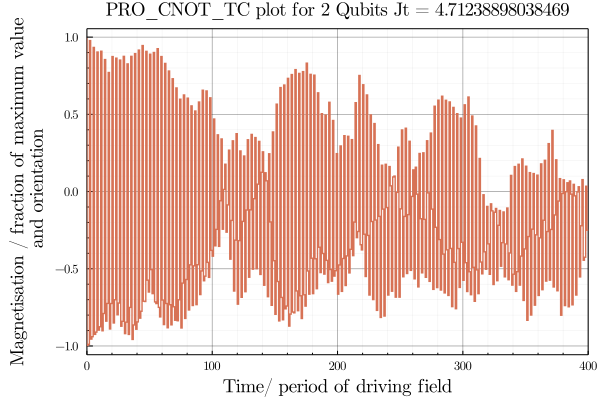 PRO_CNOT_TC plot for 2 Qubits Jt = 4.71238898038469
Magnetisation / fraction of maximum value
and orientation
1.0
0.5
0.0
−0.5
−1.0
0 100 200 300 400
Time/ period of driving field